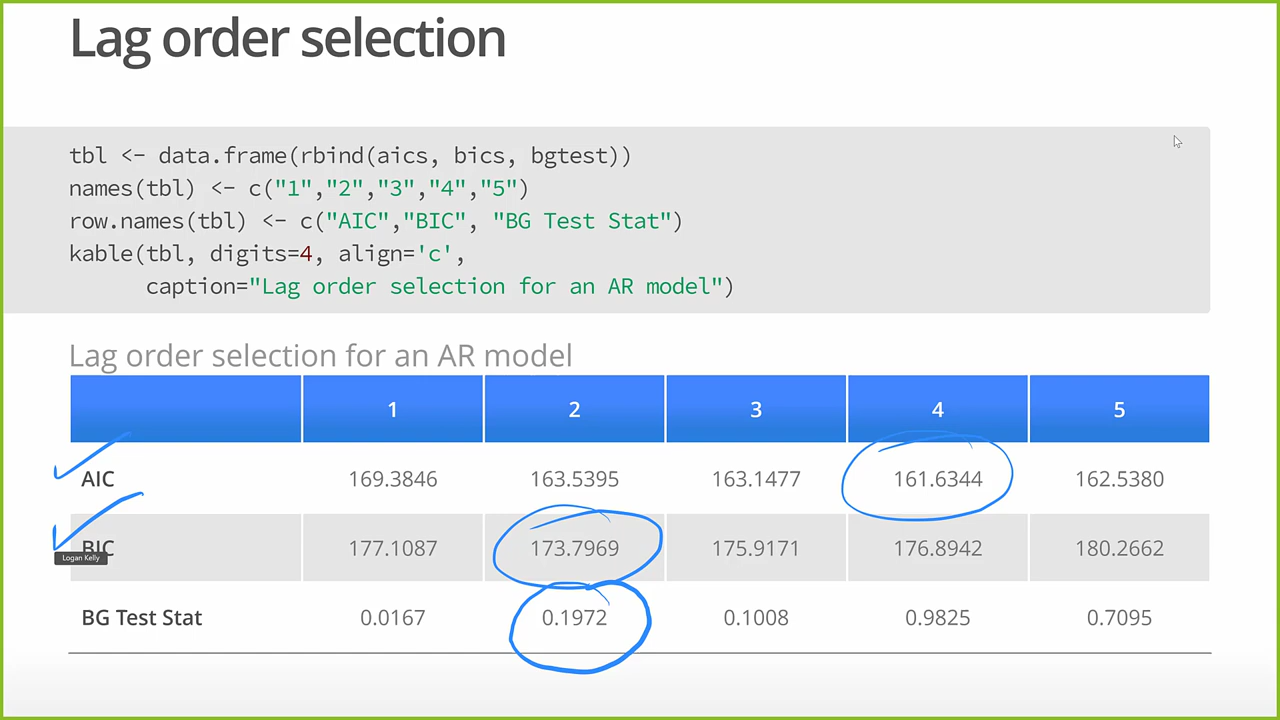 Lag order selection
tbl <- data.frame(rbind(aics, bics, bgtest))
names(tbl) <- c("1","2","3","4","5")
row.names(tbl) <- c("AIC","BIC", "BG Test Stat")
kable(tbl, digits=4, align='c',
caption="Lag order selection for an AR model")
Lag order selection for an AR model
1 2 3 4 5
AIC 169.3846 163.5395 163.1477 161.6344 162.5380
BIC 177.1087 173.7969 175.9171 176.8942 180.2662
Logan Kelly
BG Test Stat 0.0167 0.1972 0.1008 0.9825 0.7095